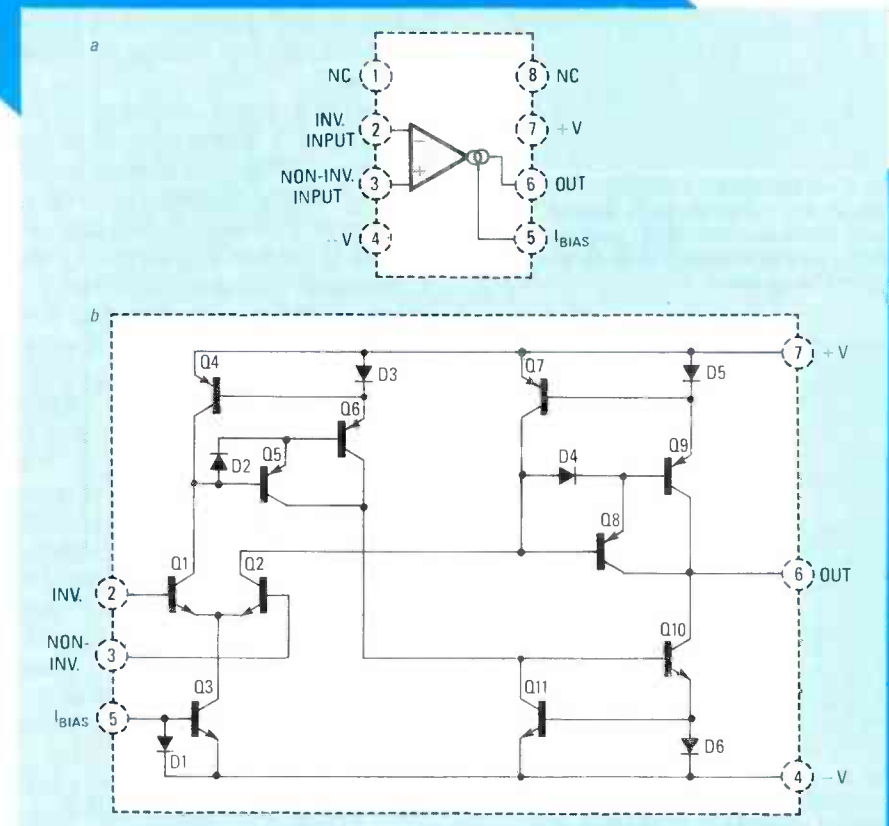 a
NC 1
8 NC
INV. INPUT 2
7 +V
NON-INV. INPUT 3
6 OUT
-V 4
5 IBIAS
b
7 +V
Q4
D3
Q7
D5
Q6
Q5
D2
D4
Q9
Q8
Q1
Q2
6 OUT
INV. 2
Q10
NON-INV. 3
Q3
Q11
IBIAS 5
D1
D6
4 -V